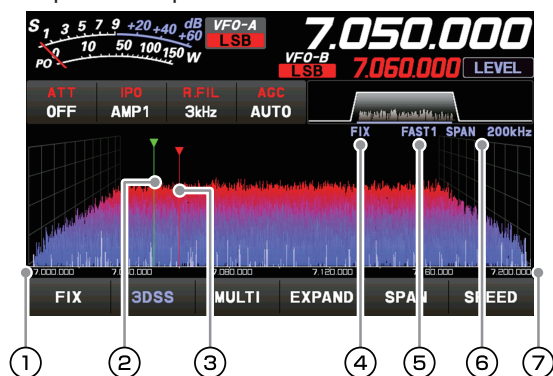 S 1 3 5 7 9 +20 +40 +60 dB
PO 0 10 50 100 150 W
VFO-A
LSB
7.050.000
VFO-B
LSB
7.060.000
LEVEL
ATT IPO R.FIL AGC
OFF AMP1 3kHz AUTO
FIX FAST1 SPAN 200kHz
7.000.000 7.080.000 7.120.000 7.200.000
FIX 3DSS MULTI EXPAND SPAN SPEED
1 2 3 4 5 6 7